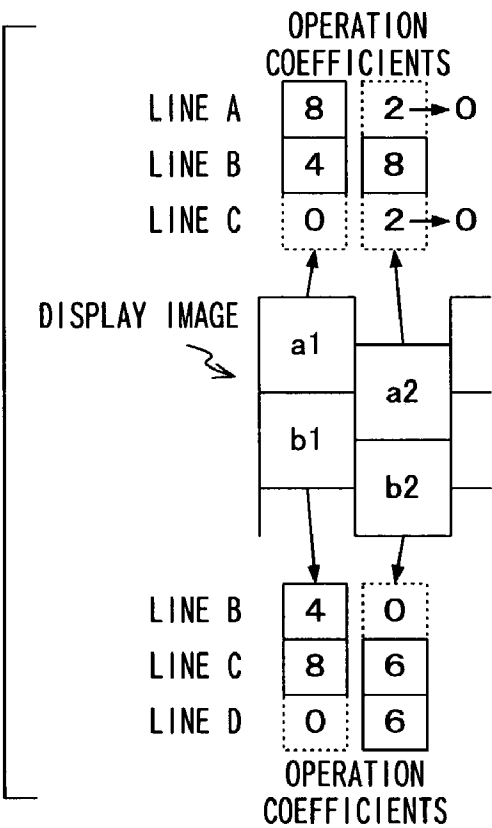 OPERATION
COEFFICIENTS
LINE A 8 2→0
LINE B 4 8
LINE C 0 2→0
DISPLAY IMAGE
a1
a2
b1
b2
LINE B 4 0
LINE C 8 6
LINE D 0 6
OPERATION
COEFFICIENTS